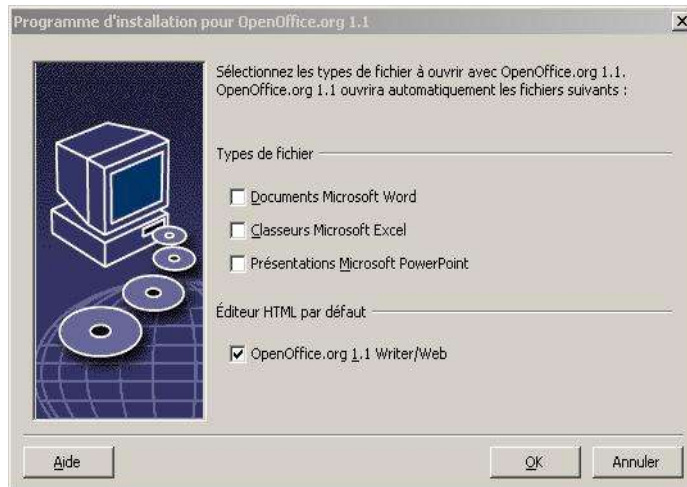 Programme d'installation pour OpenOffice.org 1.1
Sélectionnez les types de fichier à ouvrir avec OpenOffice.org 1.1.
OpenOffice.org 1.1 ouvrira automatiquement les fichiers suivants :
Types de fichier
Documents Microsoft Word
Classeurs Microsoft Excel
Présentations Microsoft PowerPoint
Éditeur HTML par défaut
OpenOffice.org 1.1 Writer/Web
Aide
OK
Annuler